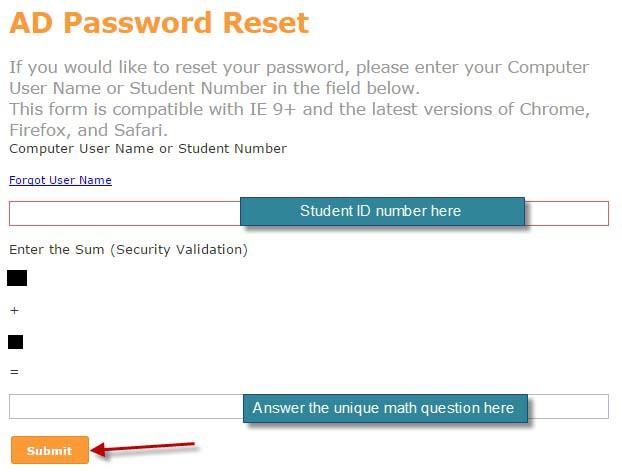 AD Password Reset
If you would like to reset your password, please enter your Computer
User Name or Student Number in the field below.
This form is compatible with IE 9+ and the latest versions of Chrome,
Firefox, and Safari.
Computer User Name or Student Number
Forgot User Name
Student ID number here
Enter the Sum (Security Validation)
+
=
Answer the unique math question here
Submit